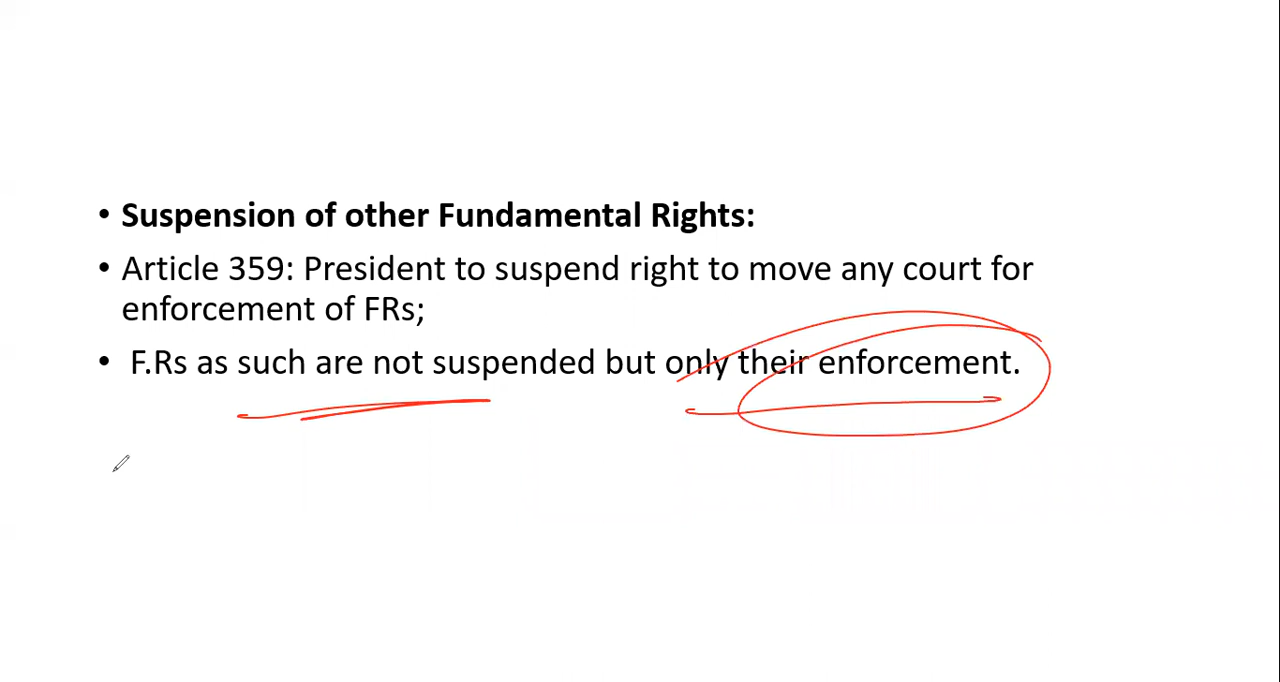 • Suspension of other Fundamental Rights:
• Article 359: President to suspend right to move any court for
enforcement of FRs;
• F.Rs as such are not suspended but only their enforcement.